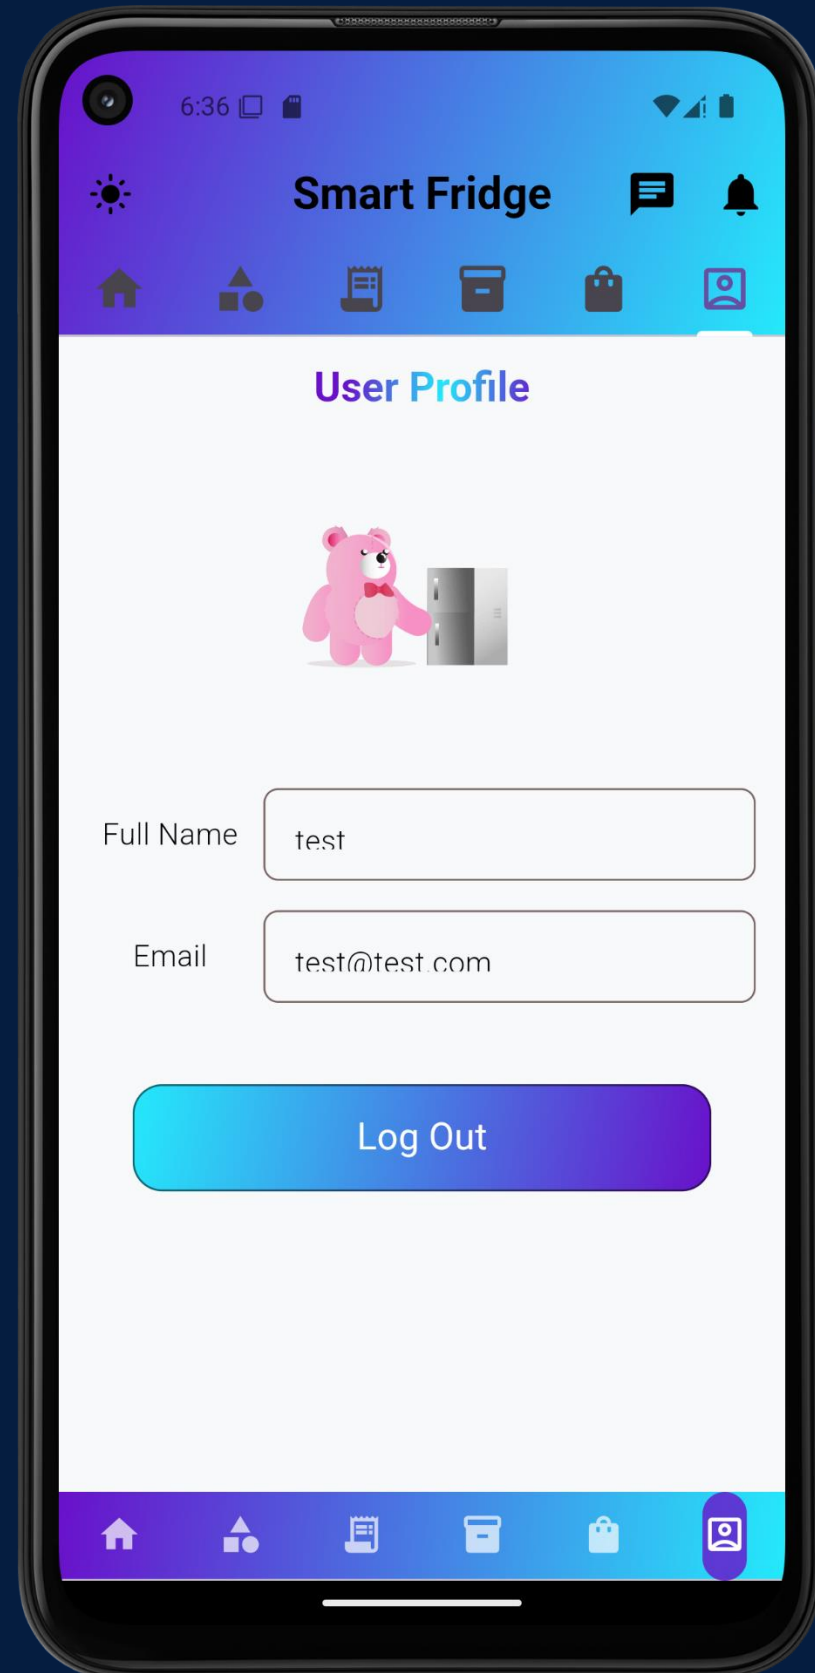 6:36
Smart Fridge
User Profile
Full Name
test
Email
test@test.com
Log Out